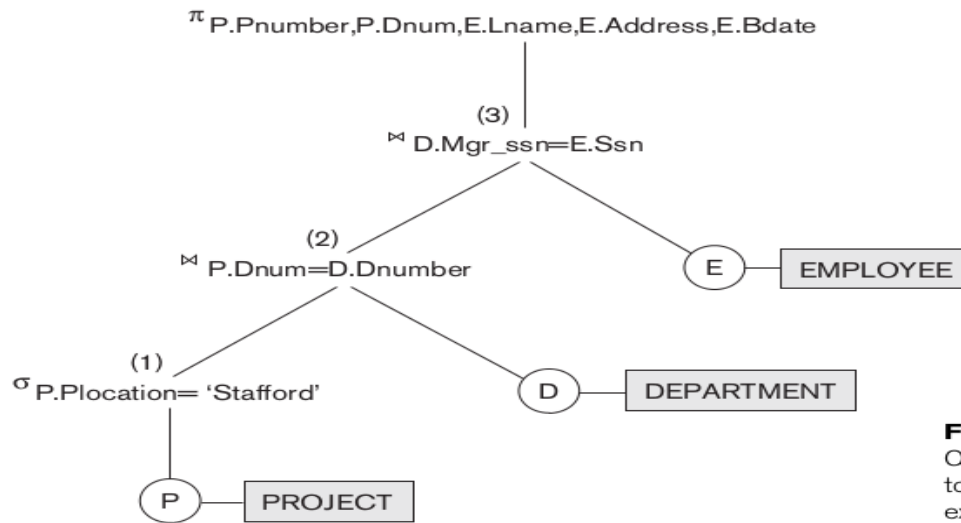 π P.Pnumber,P.Dnum,E.Lname,E.Address,E.Bdate
(3)
⋈ D.Mgr_ssn=E.Ssn
(2)
⋈ P.Dnum=D.Dnumber
E
EMPLOYEE
(1)
σ P.Plocation= ‘Stafford’
D
DEPARTMENT
P
PROJECT